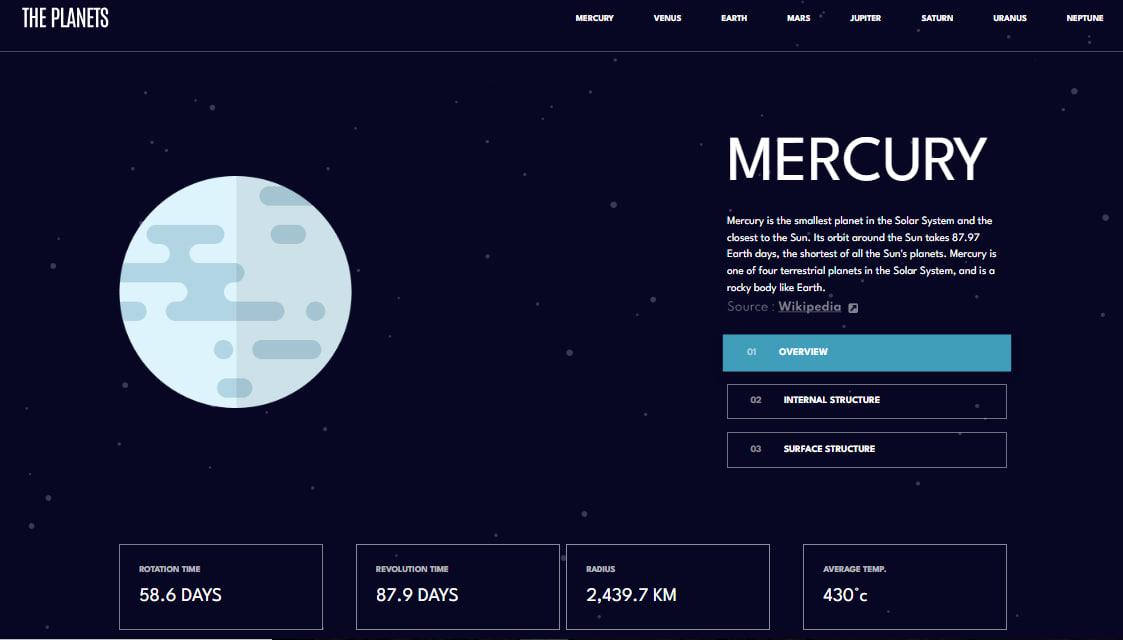 THE PLANETS
MERCURY VENUS EARTH MARS JUPITER SATURN URANUS NEPTUNE
MERCURY
Mercury is the smallest planet in the Solar System and the
closest to the Sun. Its orbit around the Sun takes 87.97
Earth days, the shortest of all the Sun's planets. Mercury is
one of four terrestrial planets in the Solar System, and is a
rocky body like Earth.
Source : Wikipedia
01 OVERVIEW
02 INTERNAL STRUCTURE
03 SURFACE STRUCTURE
ROTATION TIME
58.6 DAYS
REVOLUTION TIME
87.9 DAYS
RADIUS
2,439.7 KM
AVERAGE TEMP.
430°c